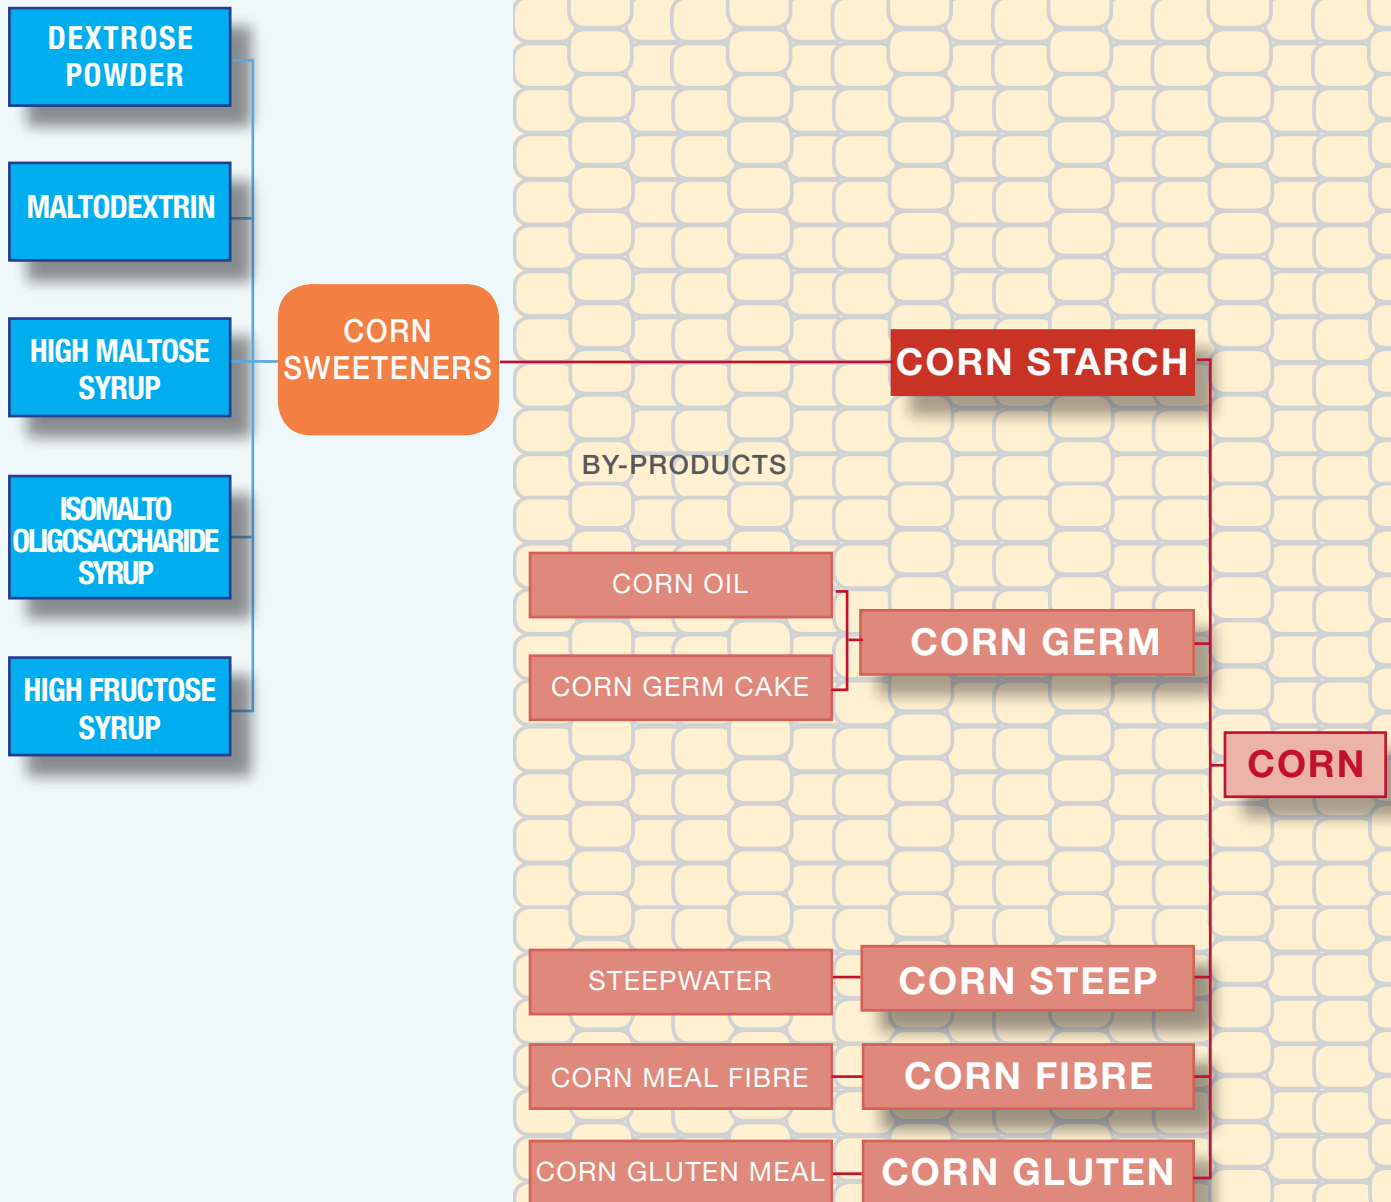 DEXTROSE
POWDER
MALTODEXTRIN
HIGH MALTOSE
SYRUP
ISOMALTO
OLIGOSACCHARIDE
SYRUP
HIGH FRUCTOSE
SYRUP
CORN
SWEETENERS
CORN STARCH
BY-PRODUCTS
CORN OIL
CORN GERM CAKE
CORN GERM
CORN
STEEPWATER
CORN STEEP
CORN MEAL FIBRE
CORN FIBRE
CORN GLUTEN MEAL
CORN GLUTEN